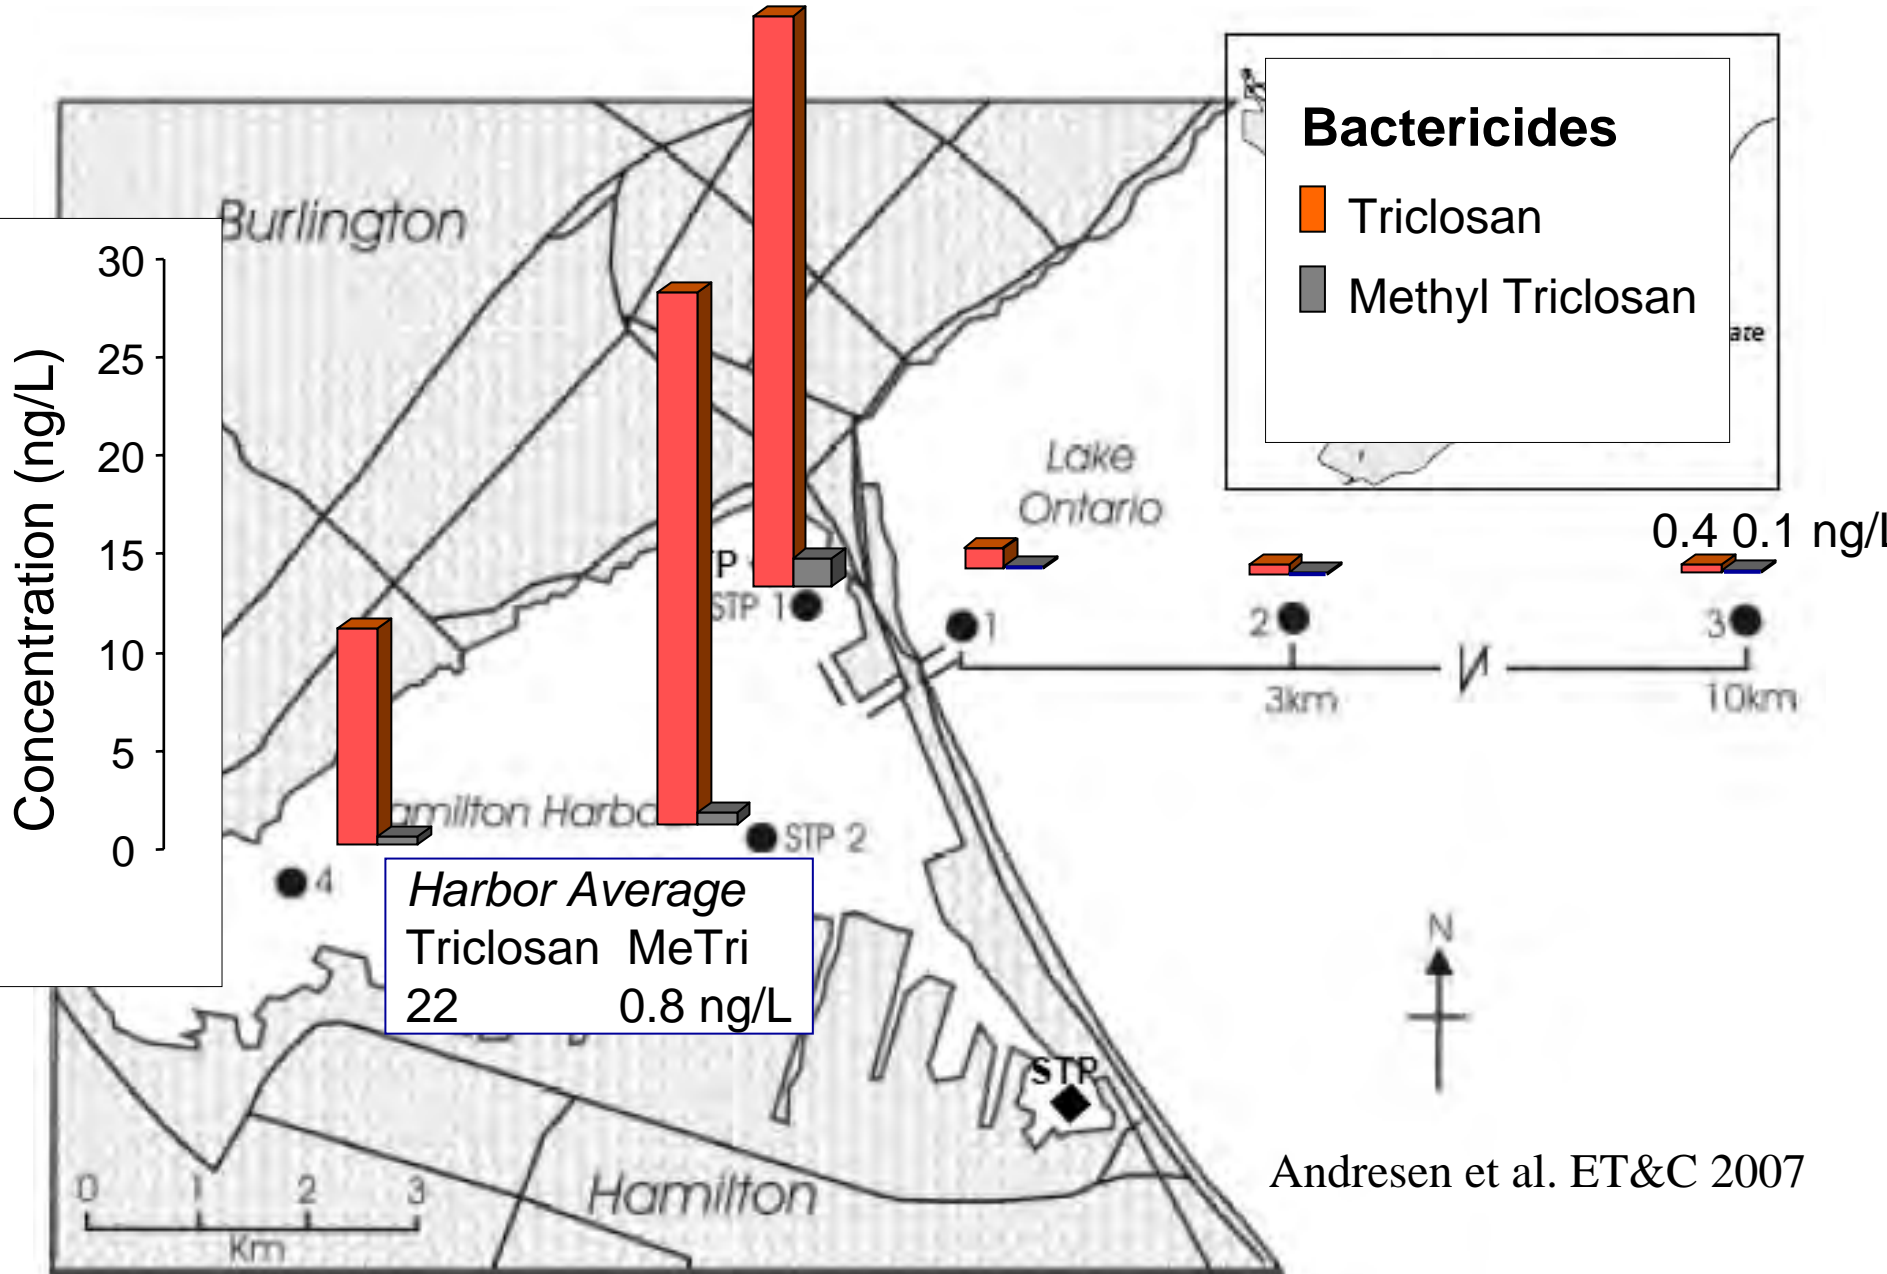 Bactericides
Triclosan
Methyl Triclosan
Burlington
30
25
20
15
10
5
0
Concentration (ng/L)
Lake
Ontario
0.4 0.1 ng/L
STP 1
1
2
3
3km
10km
STP 2
4
Harbor Average
Triclosan MeTri
22 0.8 ng/L
N
STP
Hamilton
0 1 2 3
Km
Andresen et al. ET&C 2007